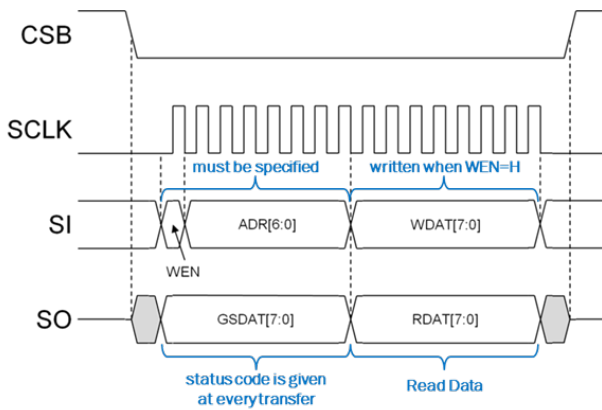 CSB
SCLK
must be specified
written when WEN=H
SI
ADR[6:0]
WDAT[7:0]
WEN
SO
GSDAT[7:0]
RDAT[7:0]
status code is given
at every transfer
Read Data